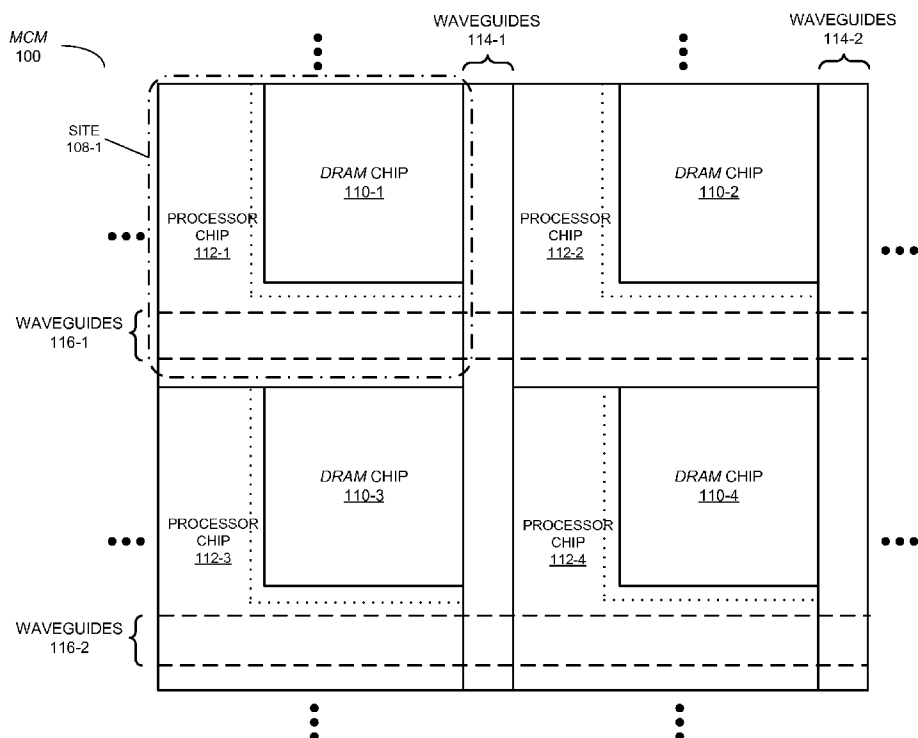 MCM
100
WAVEGUIDES
114-1
WAVEGUIDES
114-2
SITE
108-1
DRAM CHIP
110-1
DRAM CHIP
110-2
PROCESSOR
CHIP
112-1
PROCESSOR
CHIP
112-2
WAVEGUIDES
116-1
DRAM CHIP
110-3
DRAM CHIP
110-4
PROCESSOR
CHIP
112-3
PROCESSOR
CHIP
112-4
WAVEGUIDES
116-2